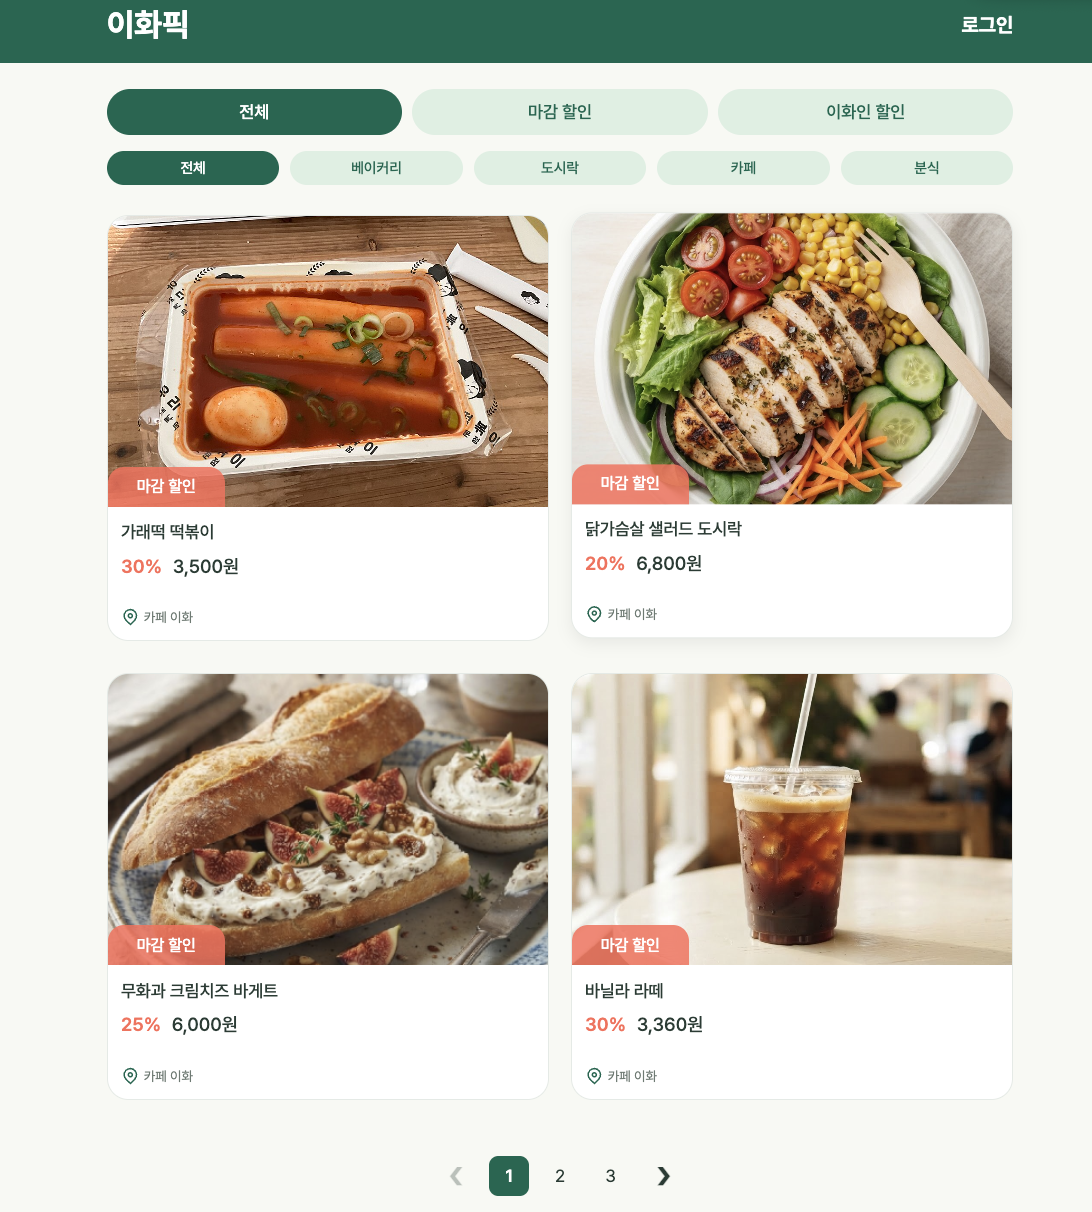 이화픽
로그인
전체
마감 할인
이화인 할인
전체
베이커리
도시락
카페
분식
마감 할인
가래떡 떡볶이
30% 3,500원
카페 이화
마감 할인
닭가슴살 샐러드 도시락
20% 6,800원
카페 이화
마감 할인
무화과 크림치즈 바게트
25% 6,000원
카페 이화
마감 할인
바닐라 라떼
30% 3,360원
카페 이화
❮ 1 2 3 ❯